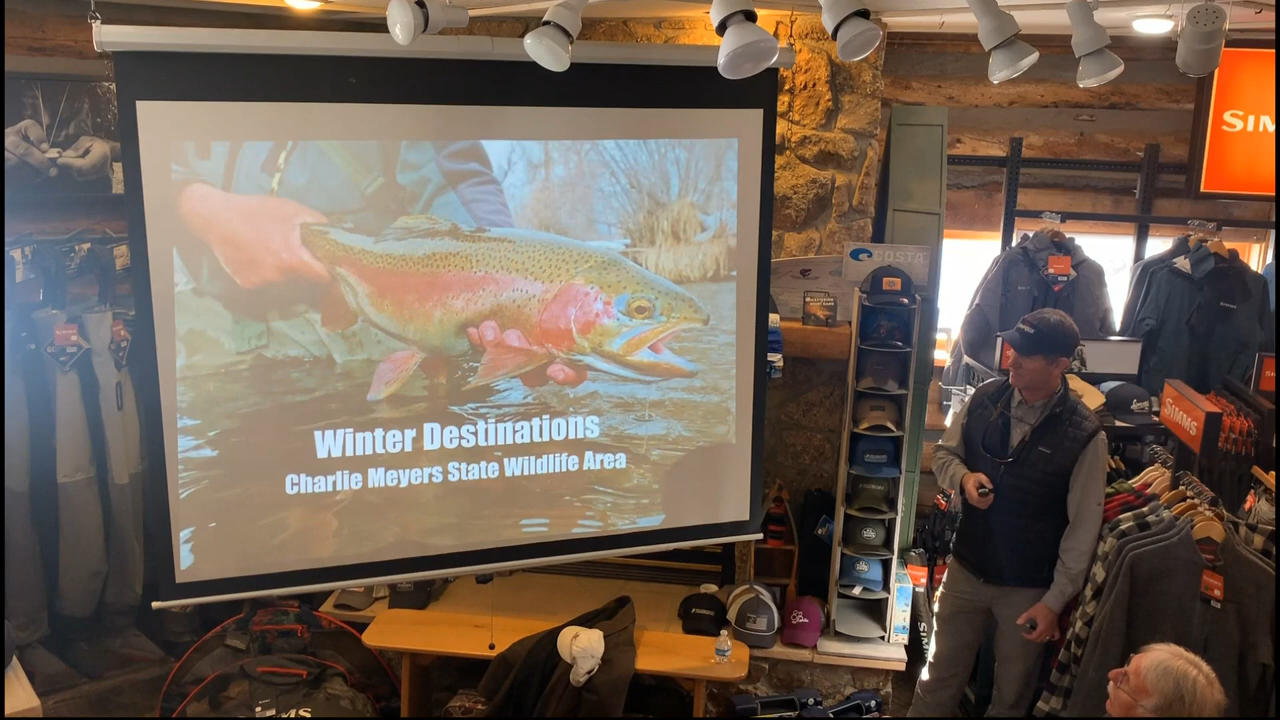 Winter Destinations
Charlie Meyers State Wildlife Area
COSTA
SIMMS
SIMMS